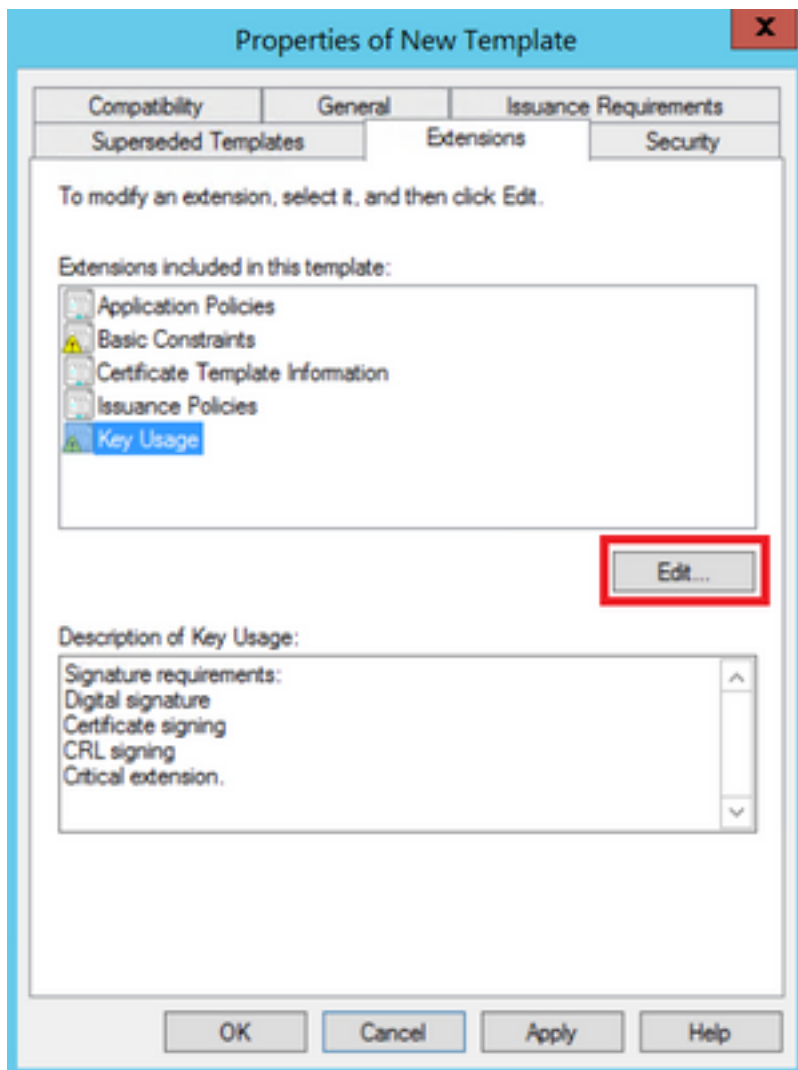 Properties of New Template
x
Compatibility
General
Issuance Requirements
Superseded Templates
Extensions
Security
To modify an extension, select it, and then click Edit.
Extensions included in this template:
Application Policies
Basic Constraints
Certificate Template Information
Issuance Policies
Key Usage
Edit...
Description of Key Usage:
Signature requirements:
Digital signature
Certificate signing
CRL signing
Critical extension.
OK
Cancel
Apply
Help